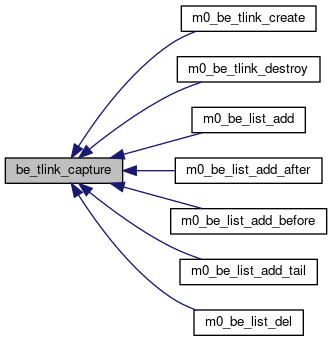 m0_be_tlink_create
m0_be_tlink_destroy
m0_be_list_add
be_tlink_capture
m0_be_list_add_after
m0_be_list_add_before
m0_be_list_add_tail
m0_be_list_del